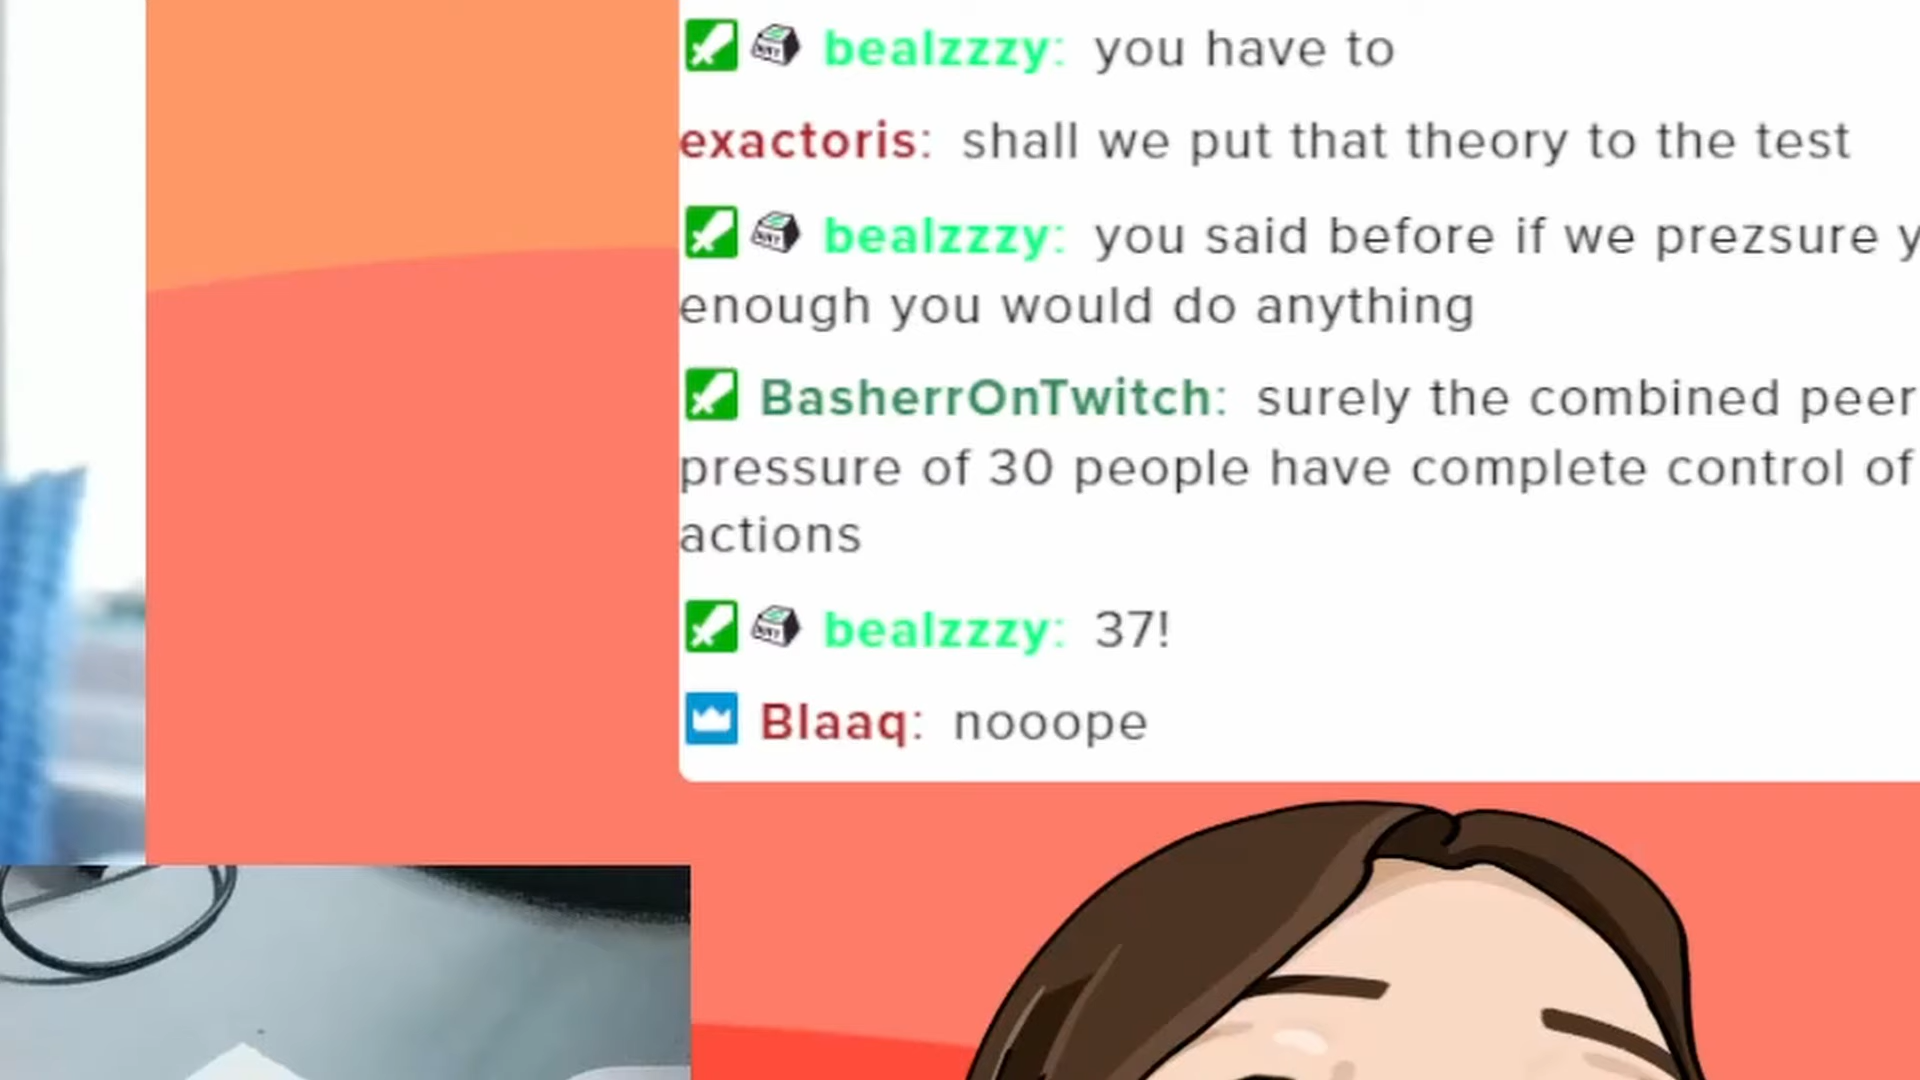 bealzzzy: you have to
exactoris: shall we put that theory to the test
bealzzzy: you said before if we prezsure
enough you would do anything
BasherrOnTwitch: surely the combined peer
pressure of 30 people have complete control of
actions
bealzzzy: 37!
Blaaq: nooope